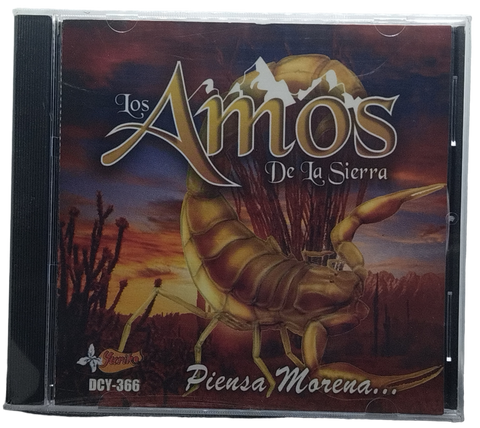 Los
Amos
De La Sierra
DCY-366
Piensa Morena...